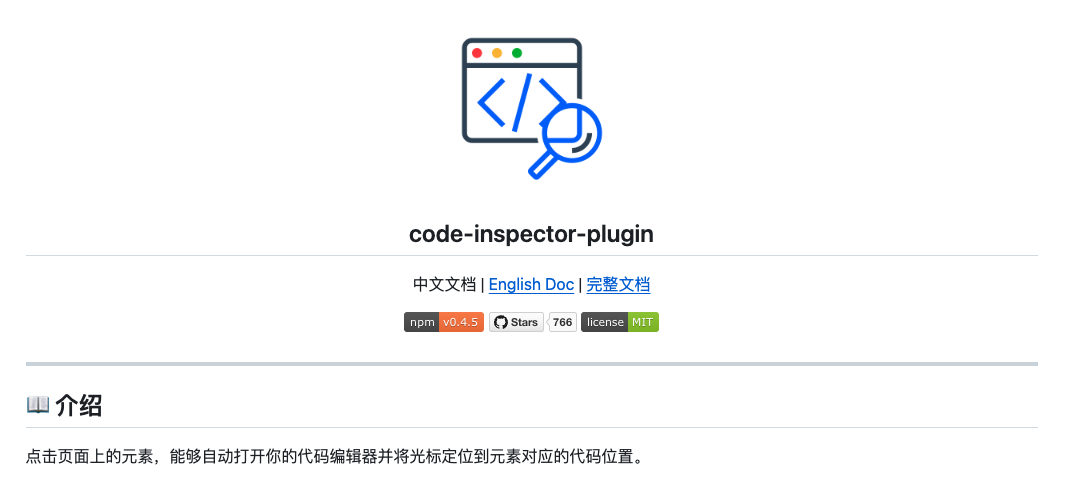 </>
code-inspector-plugin
中文文档 | English Doc | 完整文档
npm v0.4.5 Stars 766 license MIT
📖 介绍
点击页面上的元素，能够自动打开你的代码编辑器并将光标定位到元素对应的代码位置。